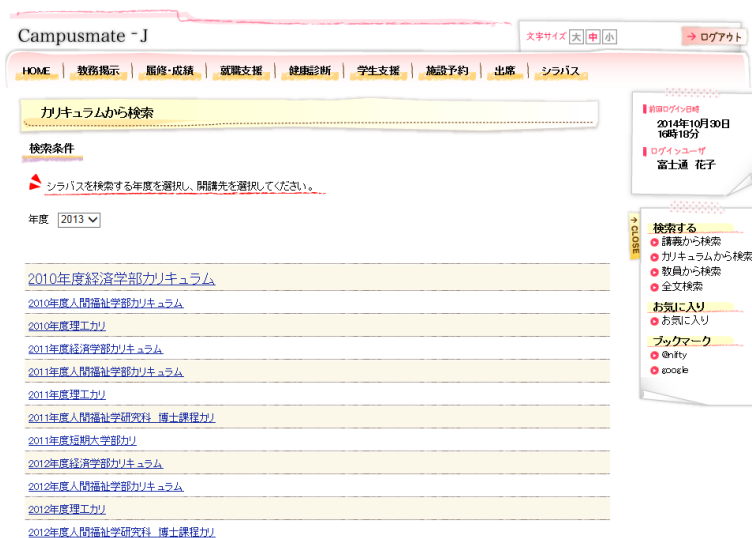 Campusmate - J
文字サイズ 大 中 小
→ ログアウト
HOME 教務掲示 履修・成績 就職支援 健康診断 学生支援 施設予約 出席 シラバス
カリキュラムから検索
検索条件
シラバスを検索する年度を選択し、開講先を選択してください。
年度 2013
2010年度経済学部カリキュラム
2010年度人間福祉学部カリキュラム
2010年度理工カリ
2011年度経済学部カリキュラム
2011年度人間福祉学部カリキュラム
2011年度理工カリ
2011年度人間福祉学研究科 博士課程カリ
2011年度短期大学部カリ
2012年度経済学部カリキュラム
2012年度人間福祉学部カリキュラム
2012年度理工カリ
2012年度人間福祉学研究科 博士課程カリ
前回ログイン日時
2014年10月30日
16時18分
ログインユーザ
富士通 花子
→ CLOSE
検索する
講義から検索
カリキュラムから検索
教員から検索
全文検索
お気に入り
お気に入り
ブックマーク
@nifty
google